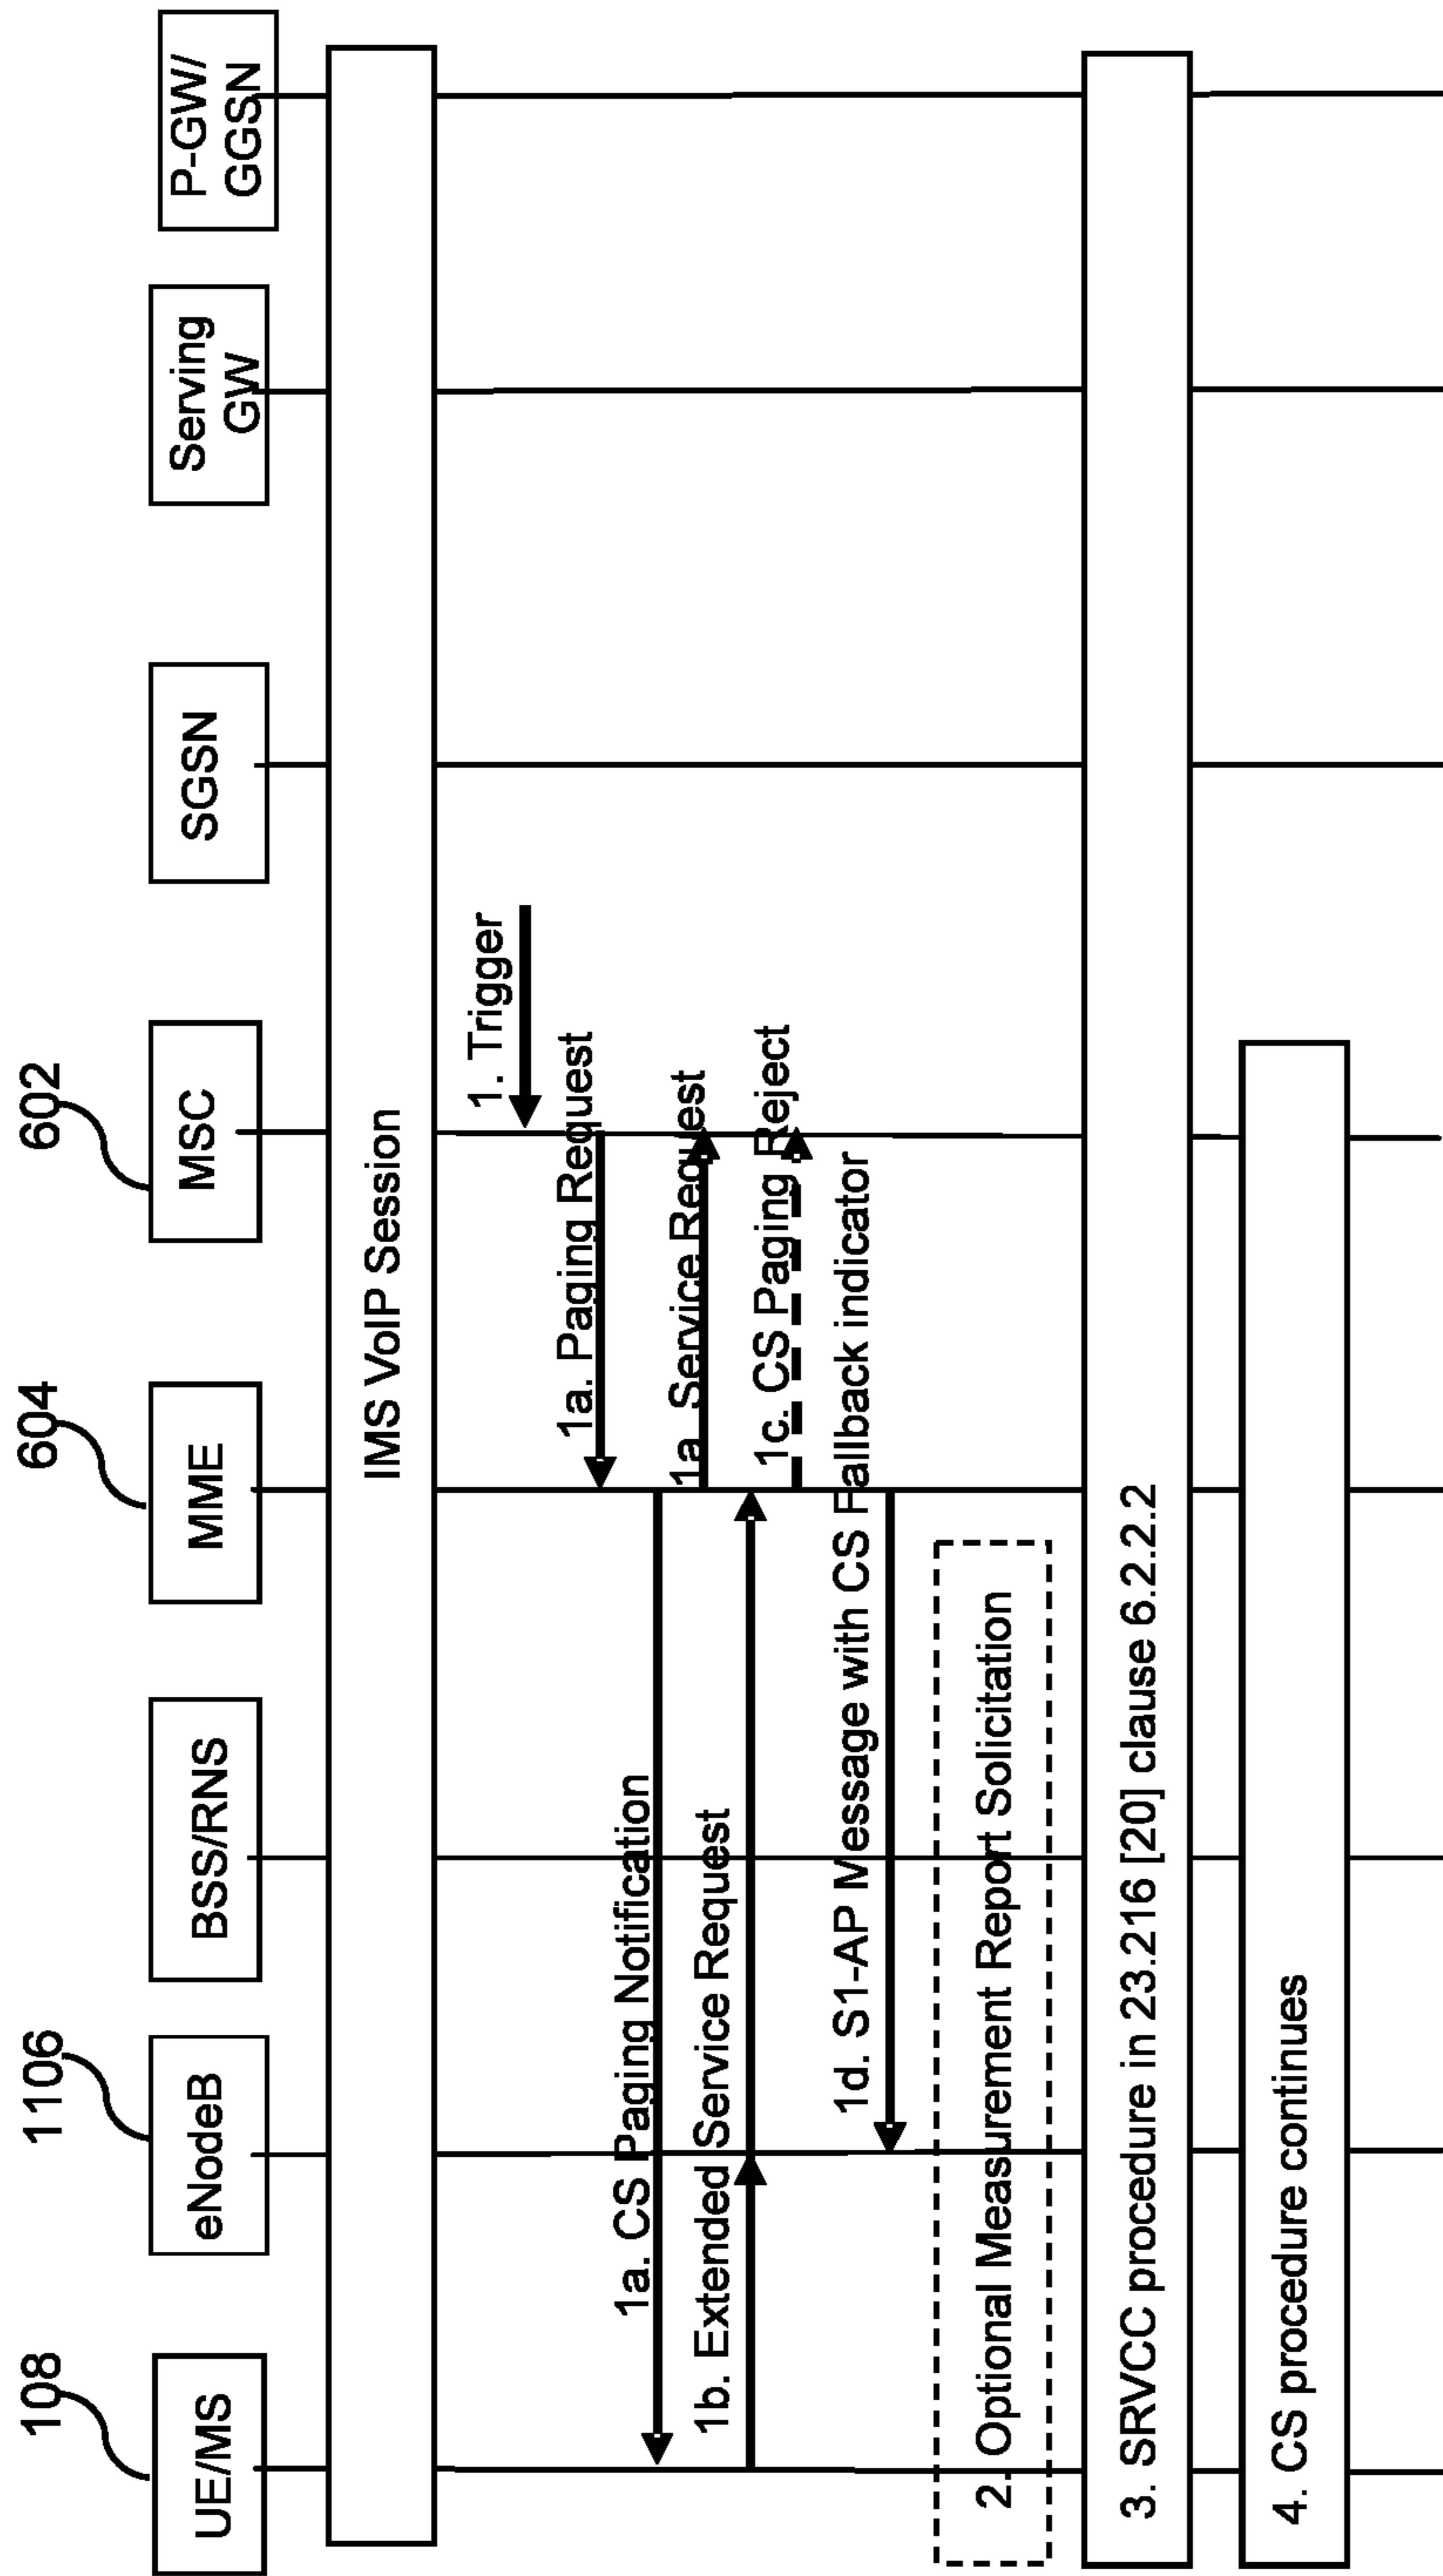 108
1106
604
602
UE/MS
eNodeB
BSS/RNS
MME
MSC
SGSN
Serving
GW
P-GW/
GGSN
IMS VoIP Session
1. Trigger
1a. Paging Request
1a. CS Paging Notification
1a. Service Request
1b. Extended Service Request
1c. CS Paging Reject
1d. S1-AP Message with CS Fallback indicator
2. Optional Measurement Report Solicitation
3. SRVCC procedure in 23.216 [20] clause 6.2.2.2
4. CS procedure continues